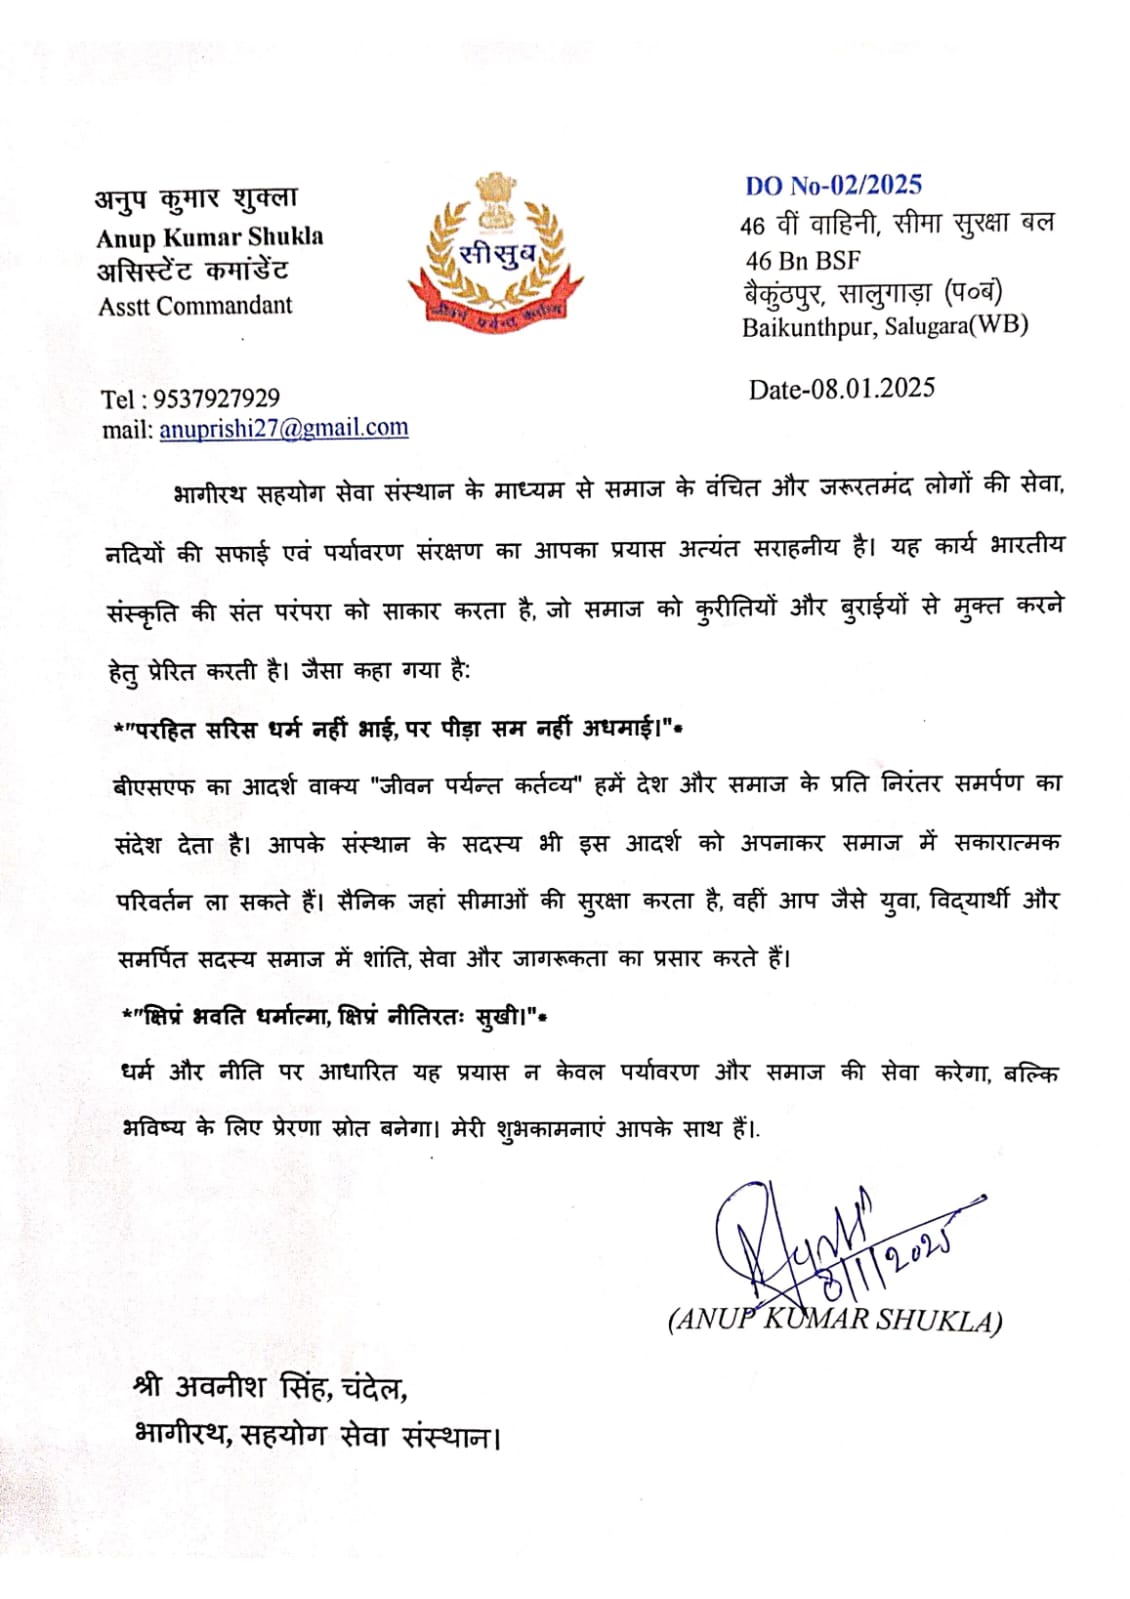 अनुप कुमार शुक्ला
Anup Kumar Shukla
असिस्टेंट कमांडेंट
Asstt Commandant
सीसुब
जीवन पर्यन्त कर्तव्य
DO No-02/2025
46 वीं वाहिनी, सीमा सुरक्षा बल
46 Bn BSF
बैकुंठपुर, सालुगाड़ा (प०बं)
Baikunthpur, Salugara(WB)
Tel : 9537927929
mail: anuprishi27@gmail.com
Date-08.01.2025
भागीरथ सहयोग सेवा संस्थान के माध्यम से समाज के वंचित और जरूरतमंद लोगों की सेवा,
नदियों की सफाई एवं पर्यावरण संरक्षण का आपका प्रयास अत्यंत सराहनीय है। यह कार्य भारतीय
संस्कृति की संत परंपरा को साकार करता है, जो समाज को कुरीतियों और बुराईयों से मुक्त करने
हेतु प्रेरित करती है। जैसा कहा गया है:
*"परहित सरिस धर्म नहीं भाई, पर पीड़ा सम नहीं अधमाई।"*
बीएसएफ का आदर्श वाक्य "जीवन पर्यन्त कर्तव्य" हमें देश और समाज के प्रति निरंतर समर्पण का
संदेश देता है। आपके संस्थान के सदस्य भी इस आदर्श को अपनाकर समाज में सकारात्मक
परिवर्तन ला सकते हैं। सैनिक जहां सीमाओं की सुरक्षा करता है, वहीं आप जैसे युवा, विद्यार्थी और
समर्पित सदस्य समाज में शांति, सेवा और जागरूकता का प्रसार करते हैं।
*"क्षिप्रं भवति धर्मात्मा, क्षिप्रं नीतिरतः सुखी।"*
धर्म और नीति पर आधारित यह प्रयास न केवल पर्यावरण और समाज की सेवा करेगा, बल्कि
भविष्य के लिए प्रेरणा स्रोत बनेगा। मेरी शुभकामनाएं आपके साथ हैं।.
8/1/2025
(ANUP KUMAR SHUKLA)
श्री अवनीश सिंह, चंदेल,
भागीरथ, सहयोग सेवा संस्थान।